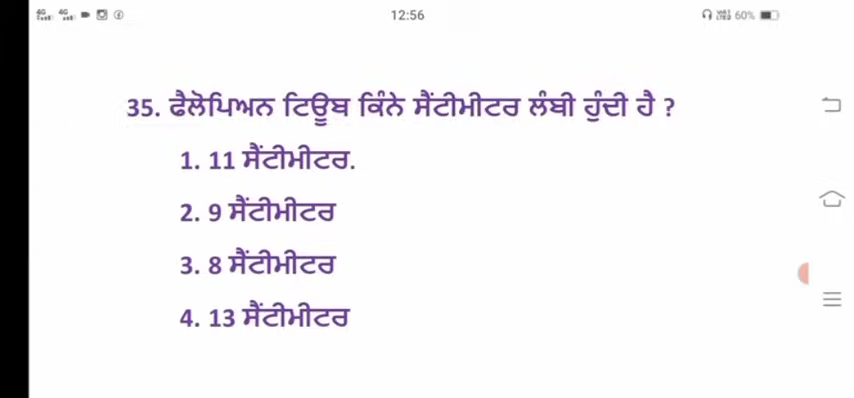 12:56
60%
35. ਫੈਲੋਪਿਅਨ ਟਿਊਬ ਕਿੰਨੇ ਸੈਂਟੀਮੀਟਰ ਲੰਬੀ ਹੁੰਦੀ ਹੈ ?
1. 11 ਸੈਂਟੀਮੀਟਰ.
2. 9 ਸੈਂਟੀਮੀਟਰ
3. 8 ਸੈਂਟੀਮੀਟਰ
4. 13 ਸੈਂਟੀਮੀਟਰ